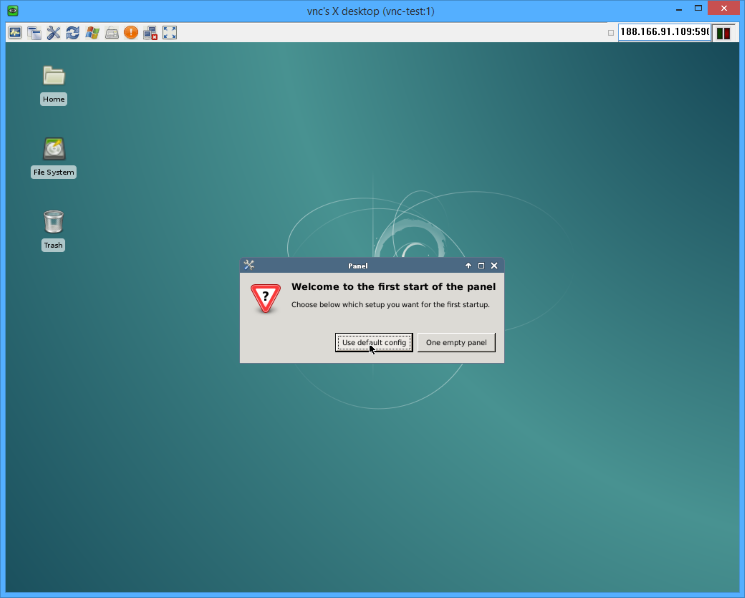 vnc's X desktop (vnc-test:1)
188.166.91.109:590
Home
File System
Trash
Panel
Welcome to the first start of the panel
Choose below which setup you want for the first startup.
Use default config
One empty panel